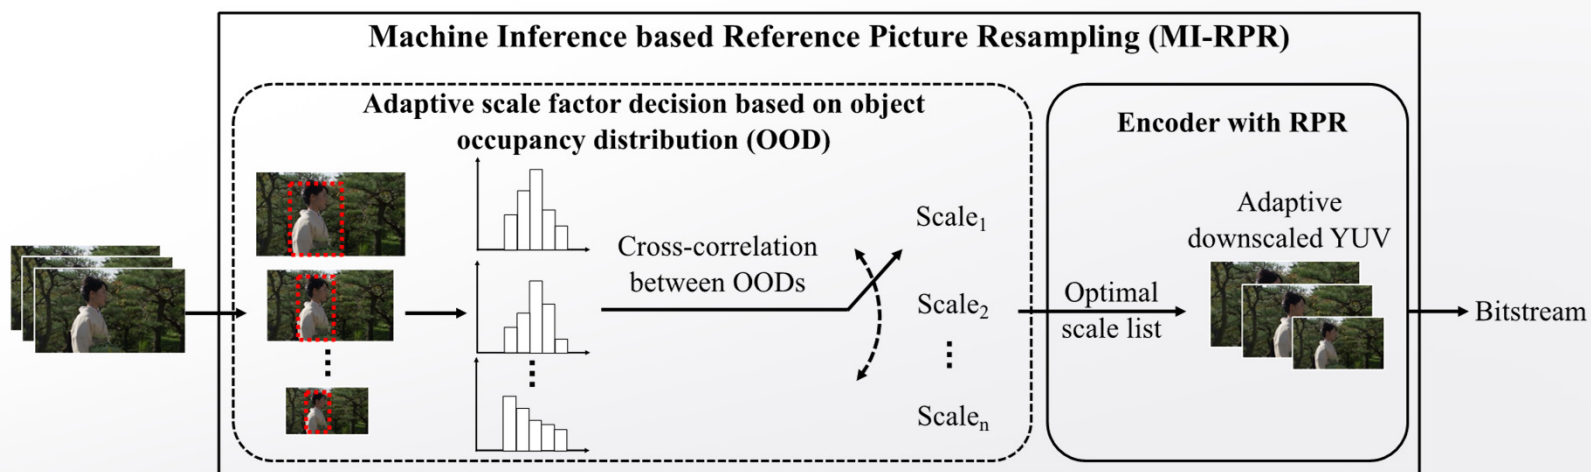 Machine Inference based Reference Picture Resampling (MI-RPR)
Adaptive scale factor decision based on object
occupancy distribution (OOD)
Cross-correlation
between OODs
Scale₁
Scale₂
Scaleₙ
Optimal
scale list
Encoder with RPR
Adaptive
downscaled YUV
Bitstream